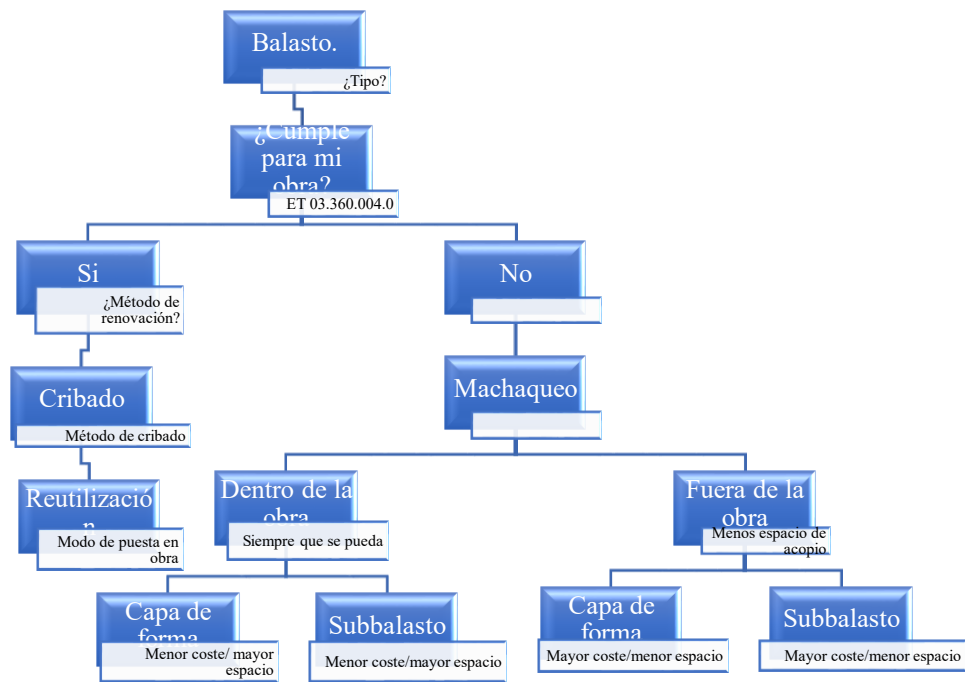 Balasto.
¿Tipo?
¿Cumple
para mi
obra?
ET 03.360.004.0
Si
¿Método de
renovación?
No
Cribado
Método de cribado
Machaqueo
Reutilizació
n
Modo de puesta en
obra
Dentro de la
obra
Siempre que se pueda
Fuera de la
obra
Menos espacio de
acopio
Capa de
forma
Menor coste/ mayor
espacio
Subbalasto
Menor coste/mayor espacio
Capa de
forma
Mayor coste/menor espacio
Subbalasto
Mayor coste/menor espacio